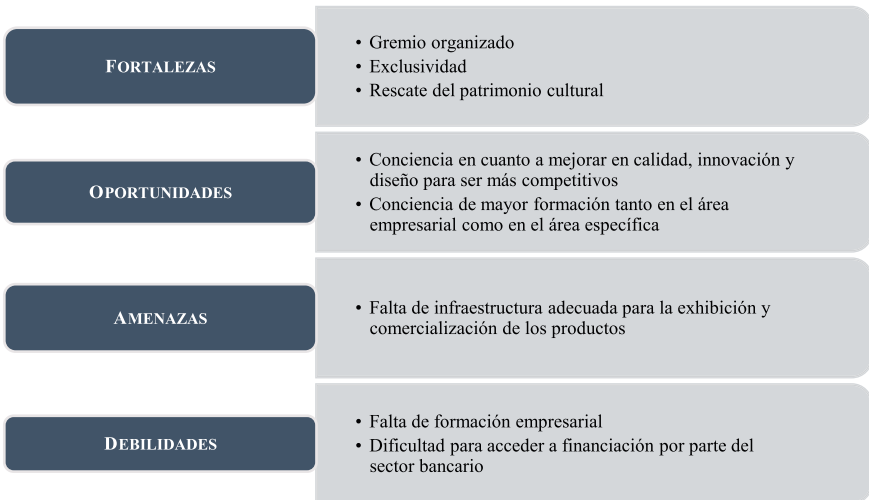 FORTALEZAS
• Gremio organizado
• Exclusividad
• Rescate del patrimonio cultural
OPORTUNIDADES
• Conciencia en cuanto a mejorar en calidad, innovación y
diseño para ser más competitivos
• Conciencia de mayor formación tanto en el área
empresarial como en el área específica
AMENAZAS
• Falta de infraestructura adecuada para la exhibición y
comercialización de los productos
DEBILIDADES
• Falta de formación empresarial
• Dificultad para acceder a financiación por parte del
sector bancario